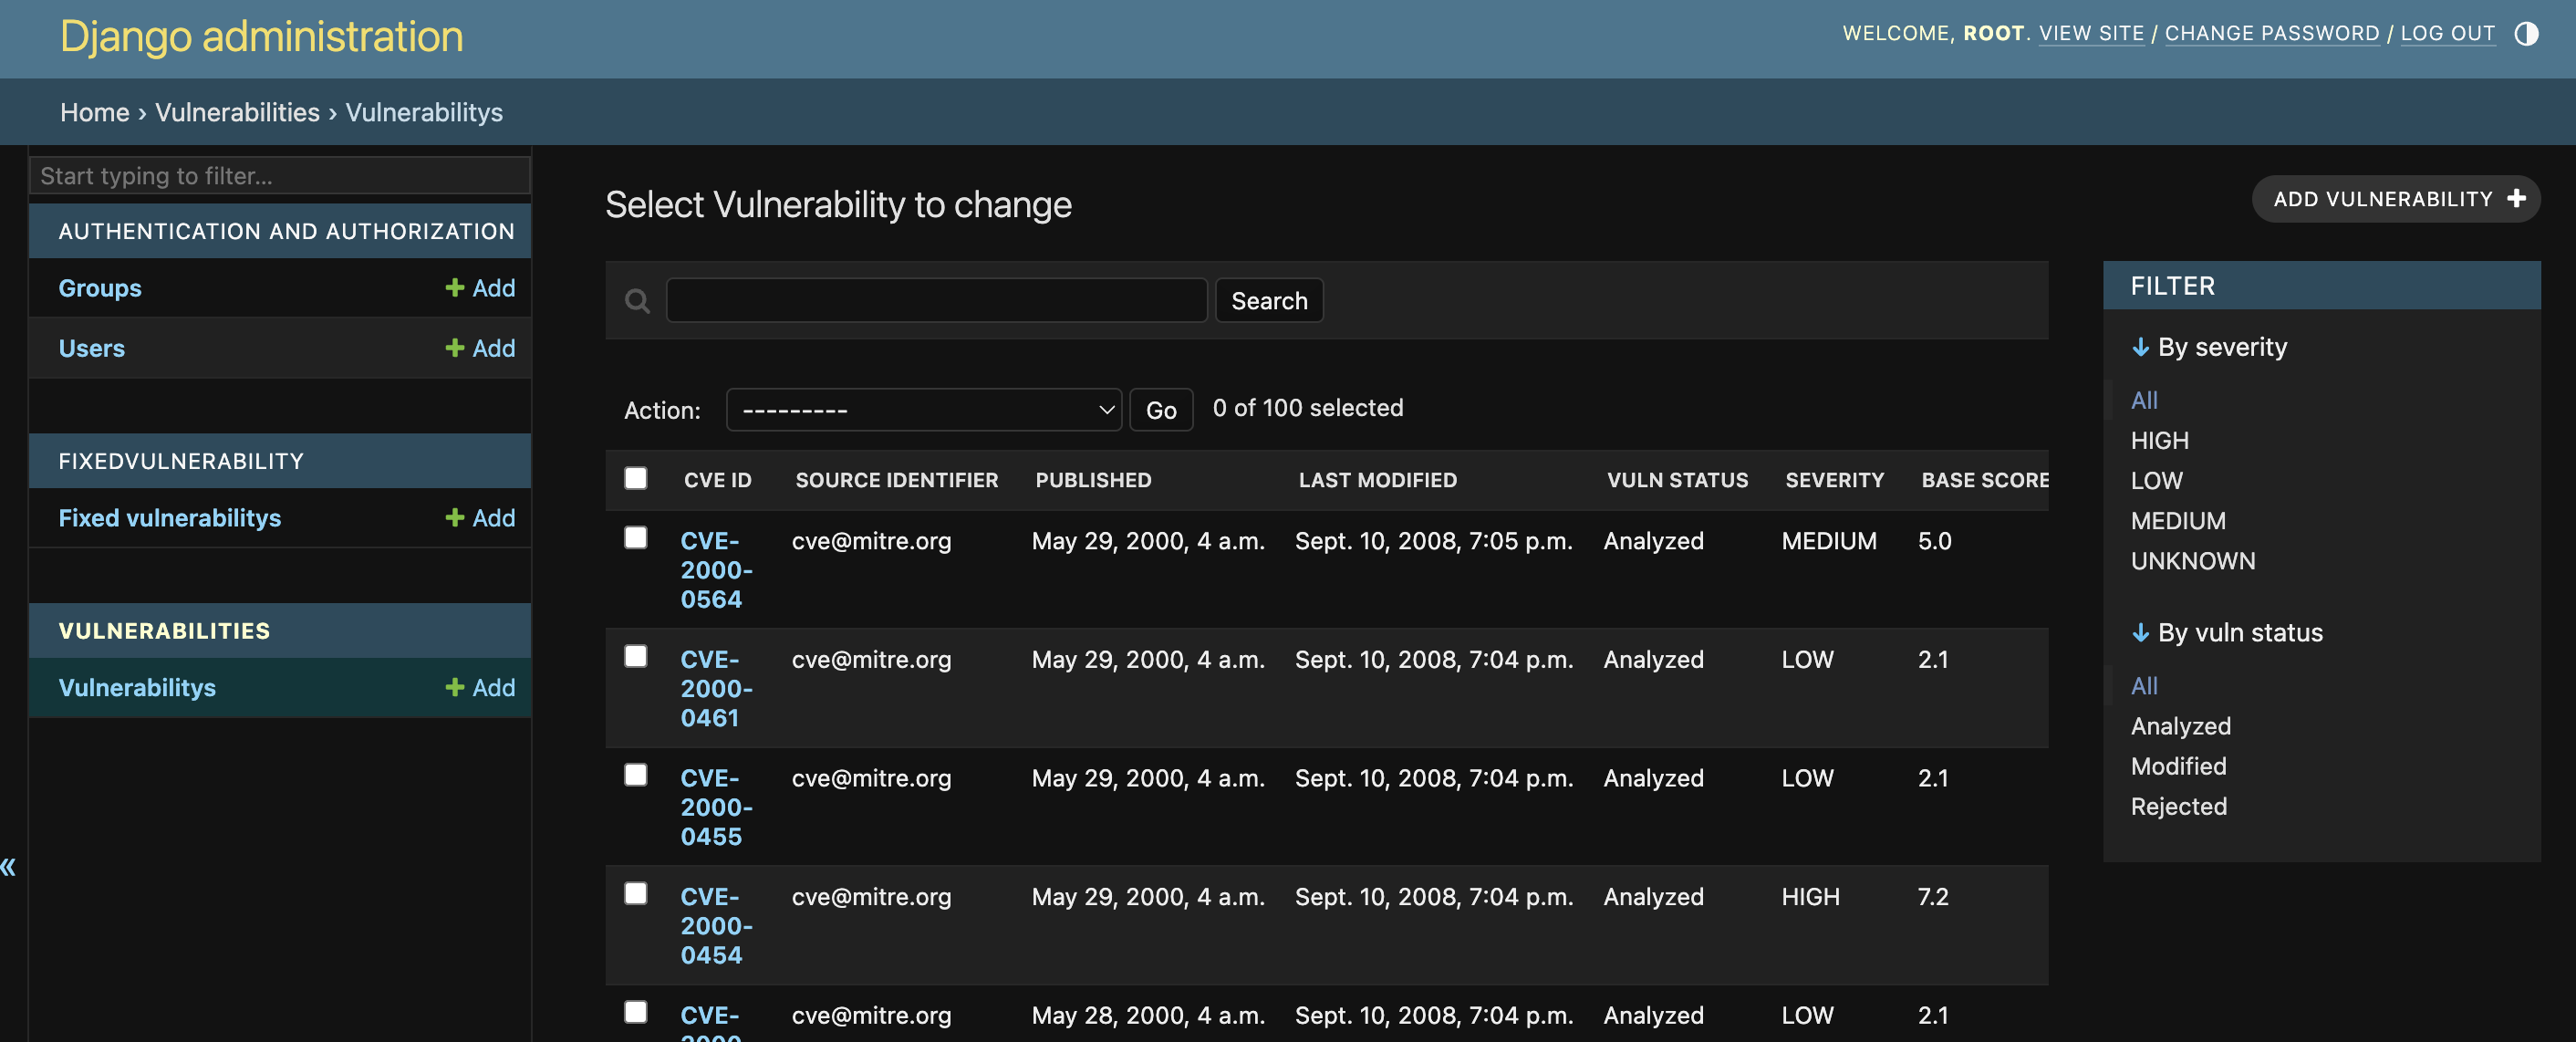 Django administration
WELCOME, ROOT. VIEW SITE / CHANGE PASSWORD / LOG OUT
Home › Vulnerabilities › Vulnerabilitys
Start typing to filter...
AUTHENTICATION AND AUTHORIZATION
Groups + Add
Users + Add
FIXEDVULNERABILITY
Fixed vulnerabilitys + Add
VULNERABILITIES
Vulnerabilitys + Add
«
Select Vulnerability to change
ADD VULNERABILITY +
Search
Action: --------- Go 0 of 100 selected
CVE ID SOURCE IDENTIFIER PUBLISHED LAST MODIFIED VULN STATUS SEVERITY BASE SCORE
CVE-2000-0564 cve@mitre.org May 29, 2000, 4 a.m. Sept. 10, 2008, 7:05 p.m. Analyzed MEDIUM 5.0
CVE-2000-0461 cve@mitre.org May 29, 2000, 4 a.m. Sept. 10, 2008, 7:04 p.m. Analyzed LOW 2.1
CVE-2000-0455 cve@mitre.org May 29, 2000, 4 a.m. Sept. 10, 2008, 7:04 p.m. Analyzed LOW 2.1
CVE-2000-0454 cve@mitre.org May 29, 2000, 4 a.m. Sept. 10, 2008, 7:04 p.m. Analyzed HIGH 7.2
CVE- cve@mitre.org May 28, 2000, 4 a.m. Sept. 10, 2008, 7:04 p.m. Analyzed LOW 2.1
FILTER
↓ By severity
All
HIGH
LOW
MEDIUM
UNKNOWN
↓ By vuln status
All
Analyzed
Modified
Rejected